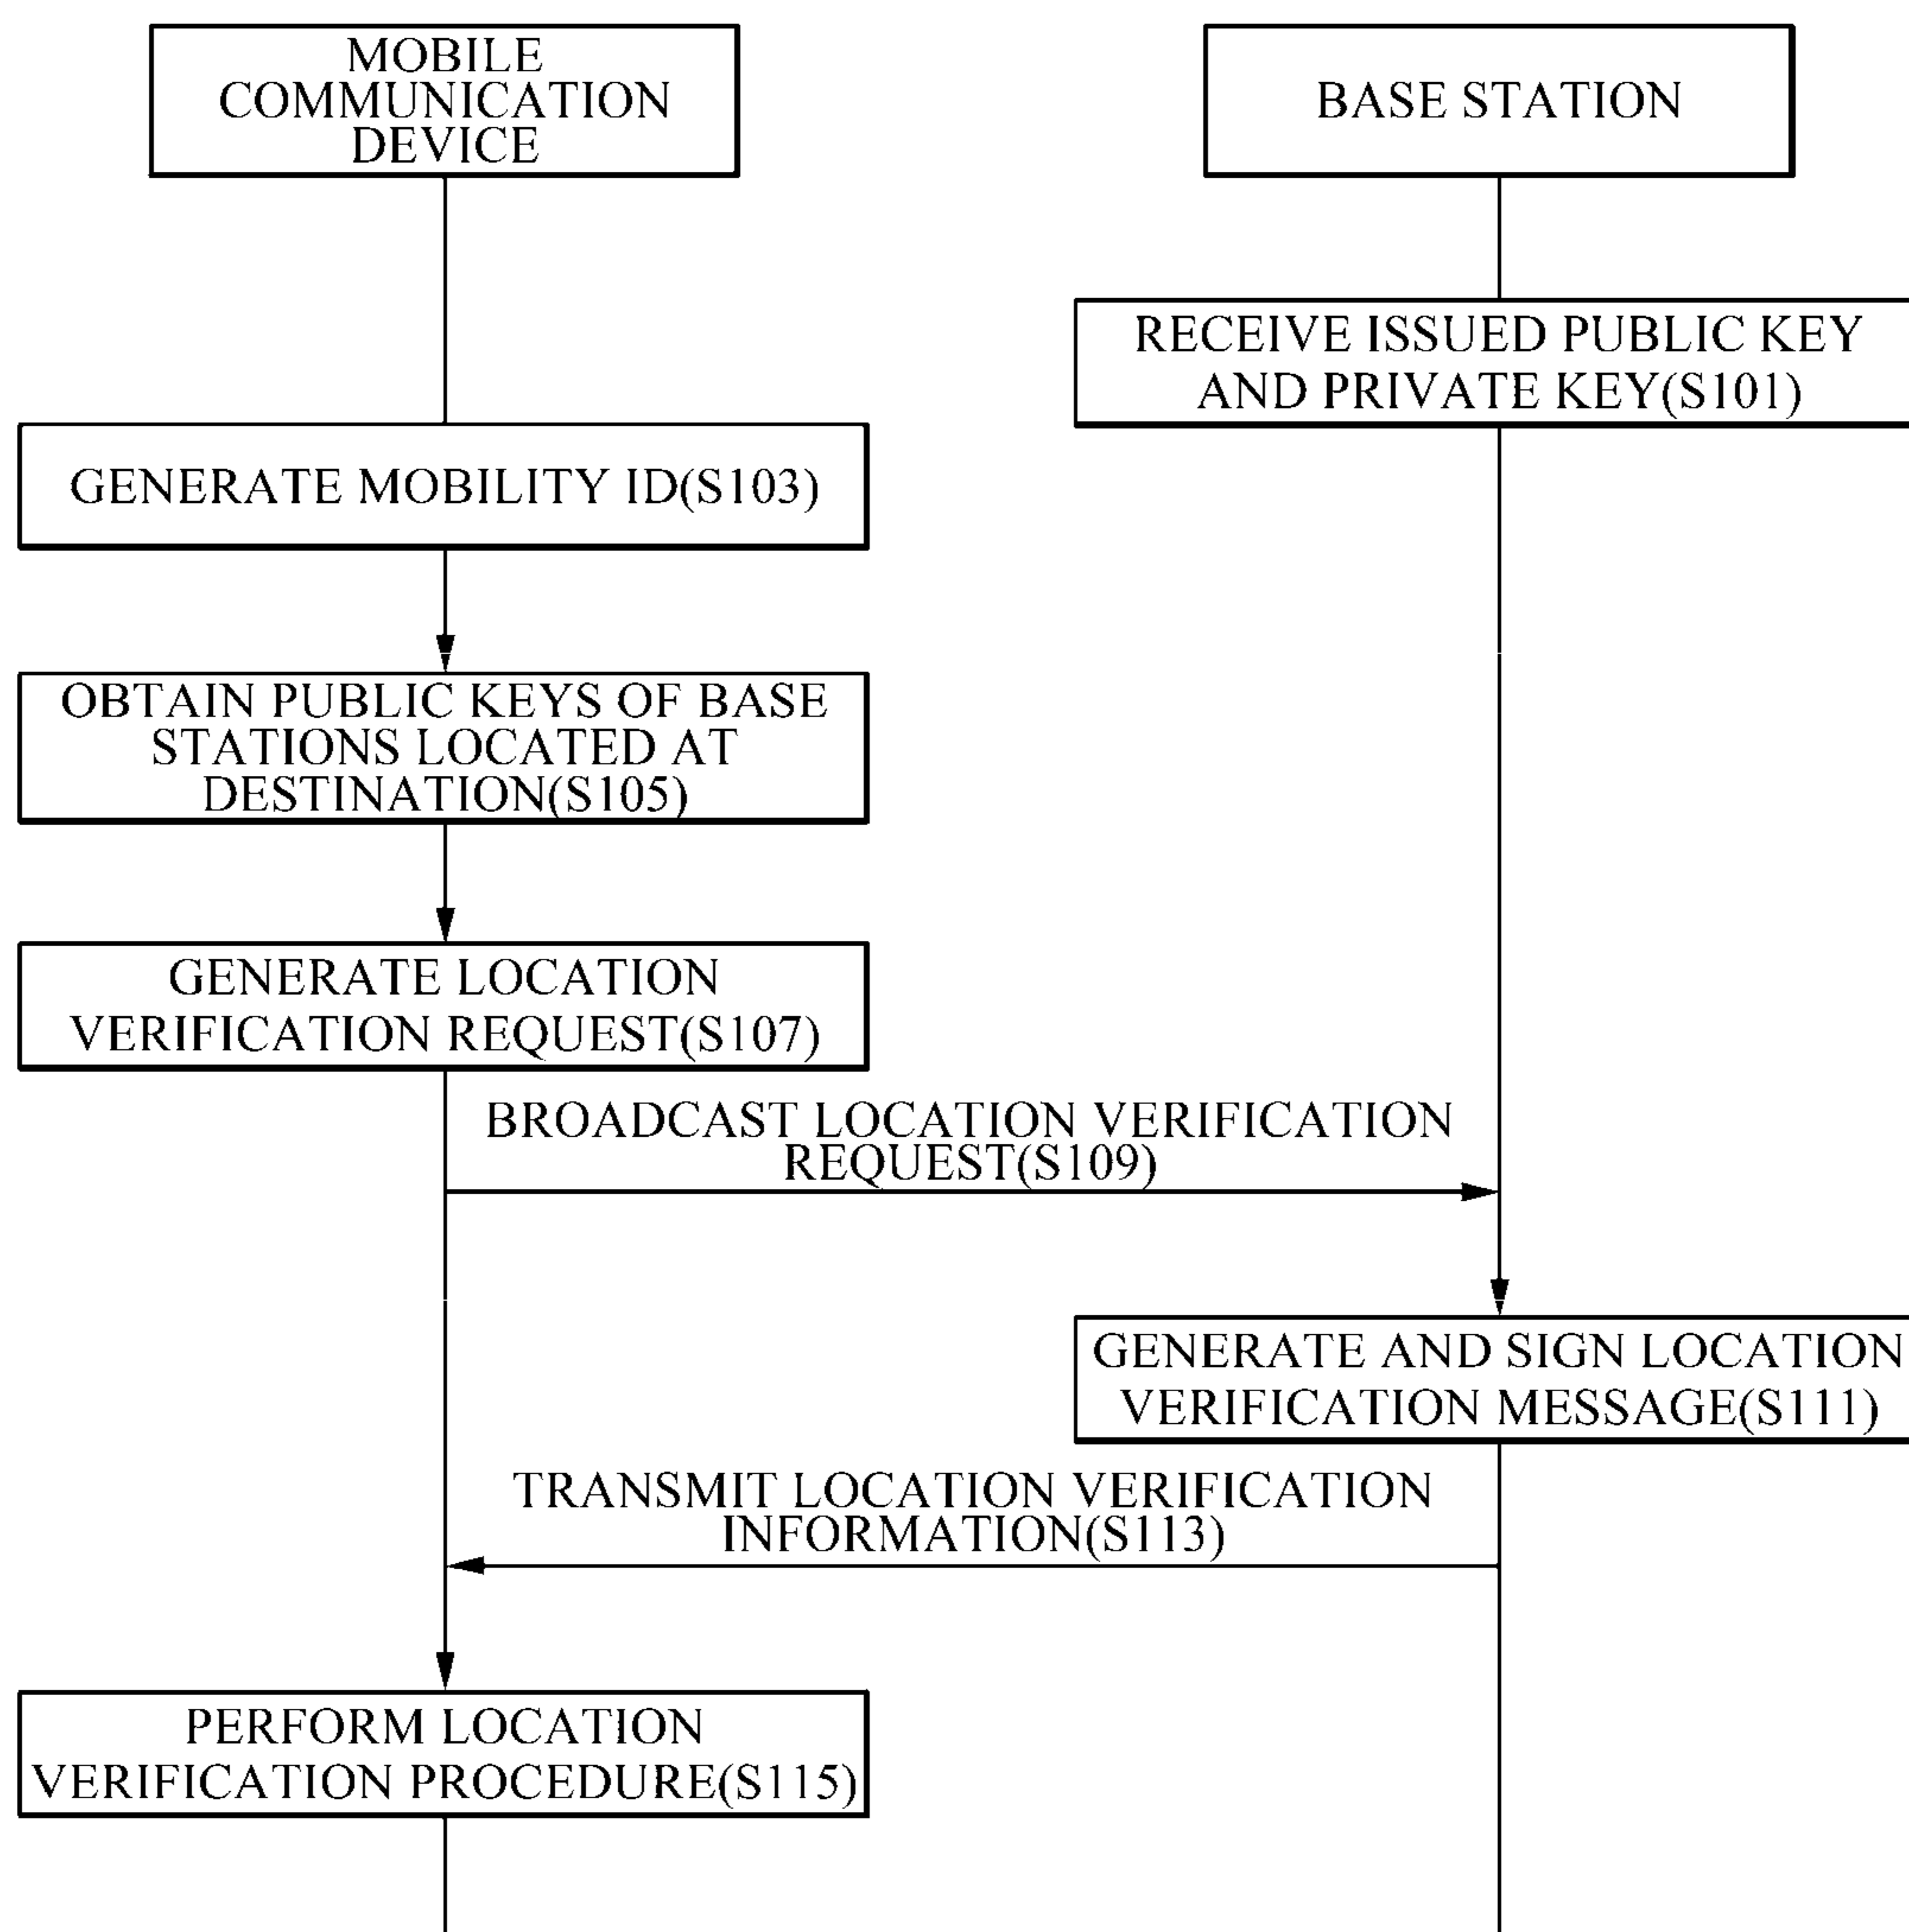 MOBILE
COMMUNICATION
DEVICE
BASE STATION
RECEIVE ISSUED PUBLIC KEY
AND PRIVATE KEY(S101)
GENERATE MOBILITY ID(S103)
OBTAIN PUBLIC KEYS OF BASE
STATIONS LOCATED AT
DESTINATION(S105)
GENERATE LOCATION
VERIFICATION REQUEST(S107)
BROADCAST LOCATION VERIFICATION
REQUEST(S109)
GENERATE AND SIGN LOCATION
VERIFICATION MESSAGE(S111)
TRANSMIT LOCATION VERIFICATION
INFORMATION(S113)
PERFORM LOCATION
VERIFICATION PROCEDURE(S115)